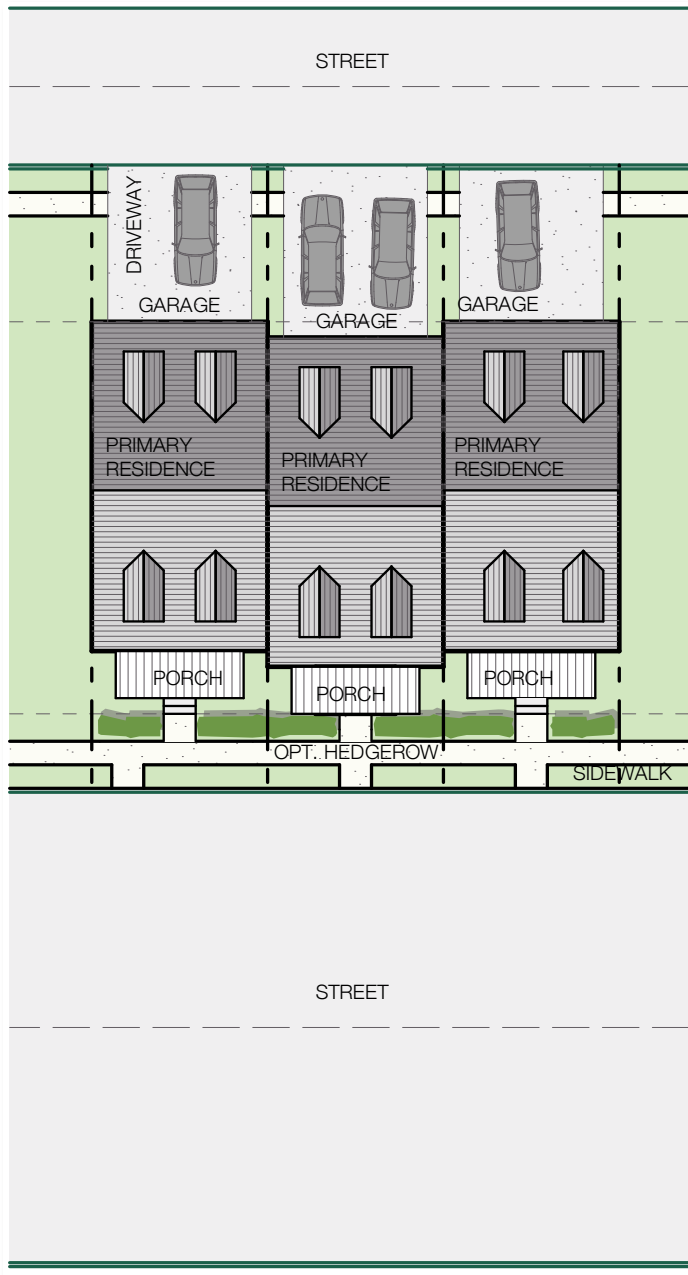 STREET
DRIVEWAY
GARAGE
GARAGE
GARAGE
PRIMARY
RESIDENCE
PRIMARY
RESIDENCE
PRIMARY
RESIDENCE
PORCH
PORCH
PORCH
OPT. HEDGEROW
SIDEWALK
STREET